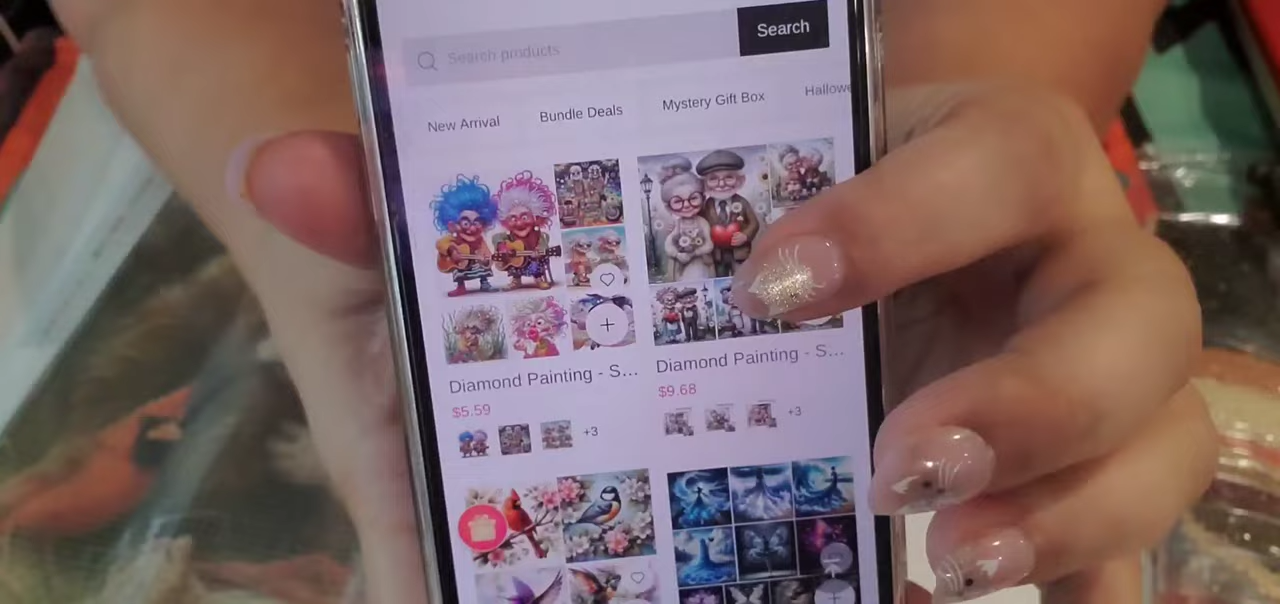 Search products
Search
New Arrival
Bundle Deals
Mystery Gift Box
Hallowe
Diamond Painting - S...
$5.59
+3
Diamond Painting - S...
$9.68
+3